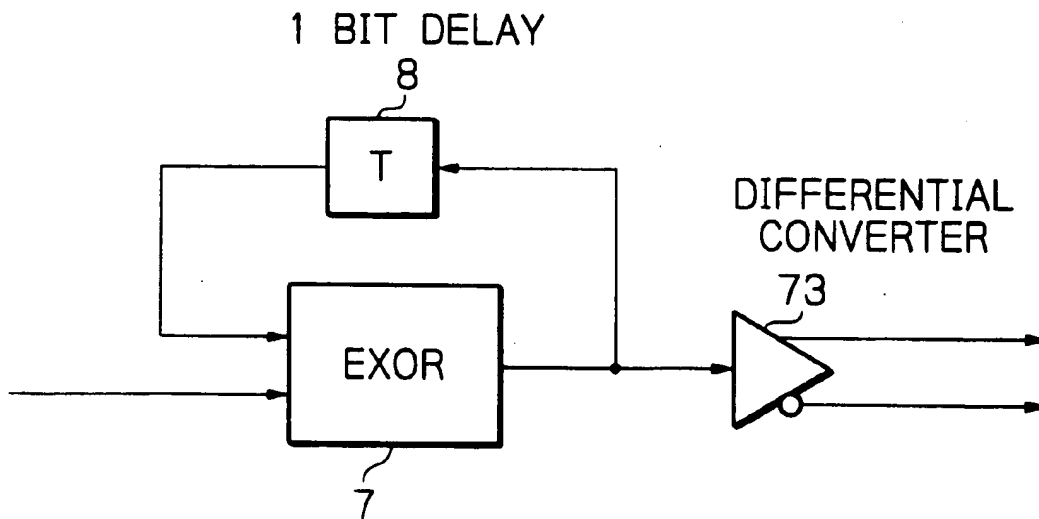 1 BIT DELAY
8
T
DIFFERENTIAL
CONVERTER
73
EXOR
7